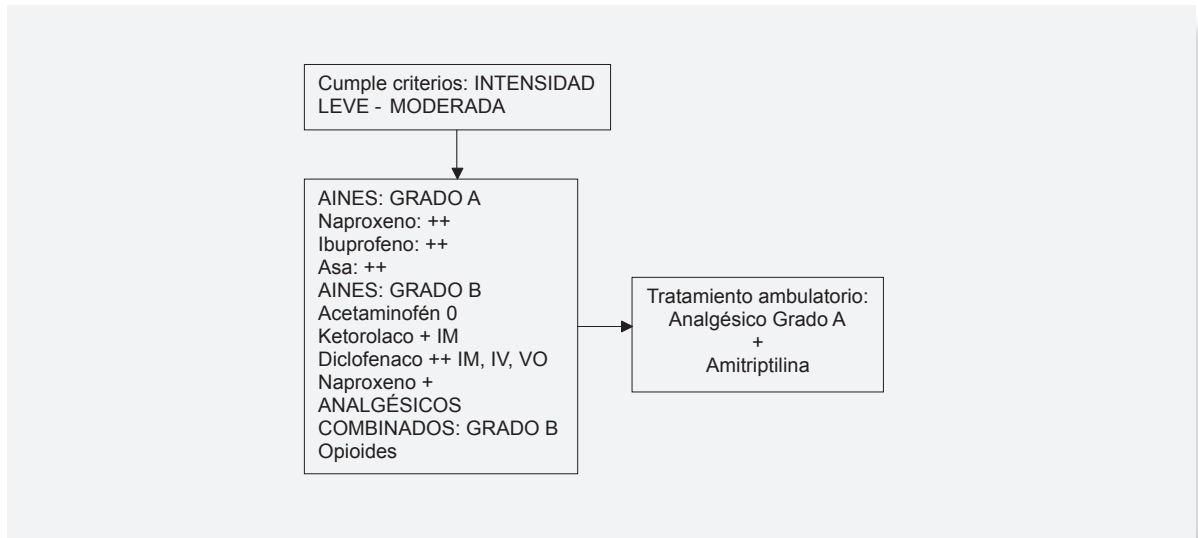 Cumple criterios: INTENSIDAD
LEVE - MODERADA
AINES: GRADO A
Naproxeno: ++
Ibuprofeno: ++
Asa: ++
AINES: GRADO B
Acetaminofén 0
Ketorolaco + IM
Diclofenaco ++ IM, IV, VO
Naproxeno +
ANALGÉSICOS
COMBINADOS: GRADO B
Opioides
Tratamiento ambulatorio:
Analgésico Grado A
+
Amitriptilina